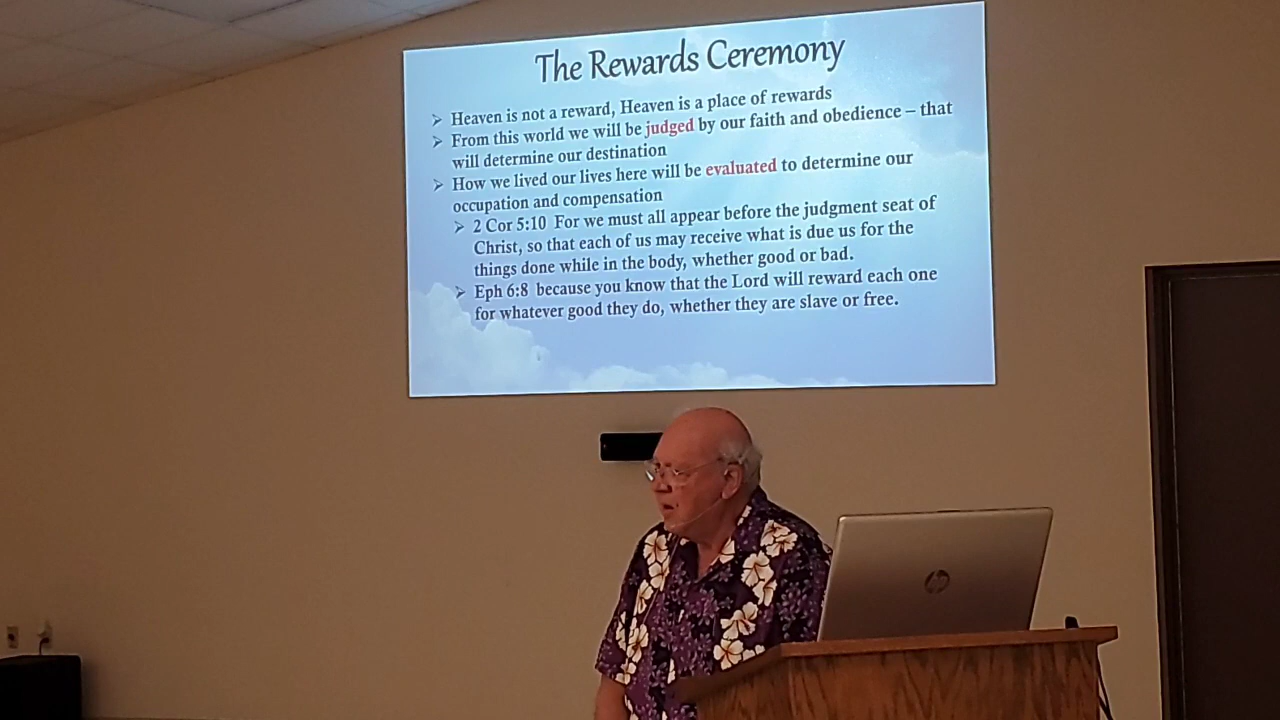 The Rewards Ceremony
➢ Heaven is not a reward, Heaven is a place of rewards
➢ From this world we will be judged by our faith and obedience – that
will determine our destination
➢ How we lived our lives here will be evaluated to determine our
occupation and compensation
➢ 2 Cor 5:10 For we must all appear before the judgment seat of
Christ, so that each of us may receive what is due us for the
things done while in the body, whether good or bad.
➢ Eph 6:8 because you know that the Lord will reward each one
for whatever good they do, whether they are slave or free.
hp